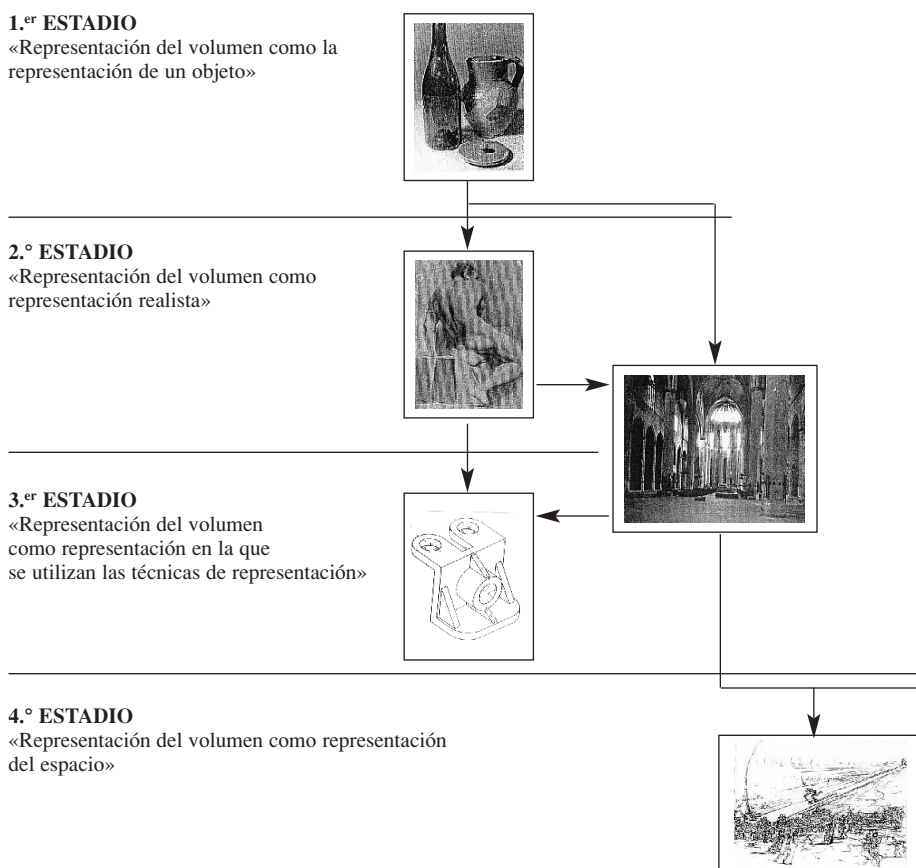 1.er ESTADIO
«Representación del volumen como la
representación de un objeto»
2.° ESTADIO
«Representación del volumen como
representación realista»
3.er ESTADIO
«Representación del volumen
como representación en la que
se utilizan las técnicas de representación»
4.° ESTADIO
«Representación del volumen como representación
del espacio»